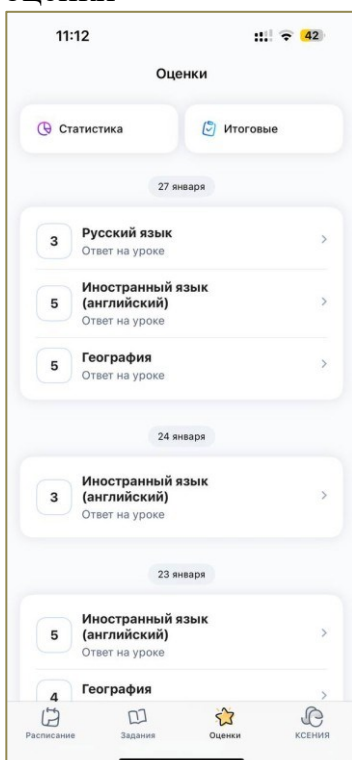 11:12
42
Оценки
Статистика
Итоговые
27 января
3
Русский язык
Ответ на уроке
5
Иностранный язык
(английский)
Ответ на уроке
5
География
Ответ на уроке
24 января
3
Иностранный язык
(английский)
Ответ на уроке
23 января
5
Иностранный язык
(английский)
Ответ на уроке
4
География
Расписание
Задания
Оценки
КСЕНИЯ